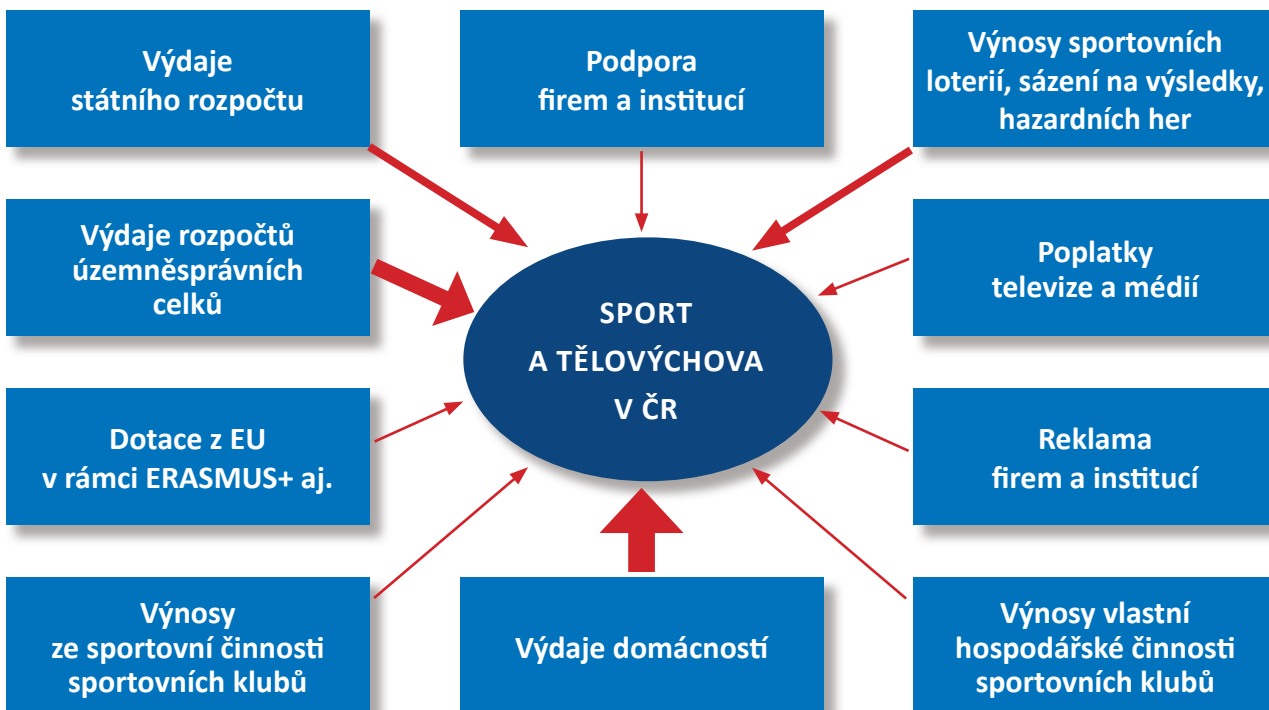 Výdaje
státního rozpočtu
Podpora
firem a institucí
Výnosy sportovních
loterií, sázení na výsledky,
hazardních her
Výdaje rozpočtů
územněsprávních
celků
Poplatky
televize a médií
SPORT
A TĚLOVÝCHOVA
V ČR
Dotace z EU
v rámci ERASMUS+ aj.
Reklama
firem a institucí
Výnosy
ze sportovní činnosti
sportovních klubů
Výdaje domácností
Výnosy vlastní
hospodářské činnosti
sportovních klubů